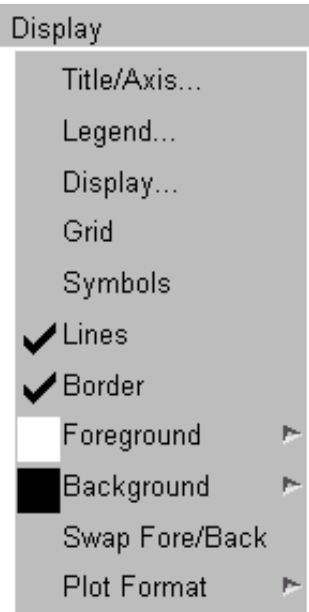 Display
Title/Axis...
Legend...
Display...
Grid
Symbols
Lines
Border
Foreground
Background
Swap Fore/Back
Plot Format